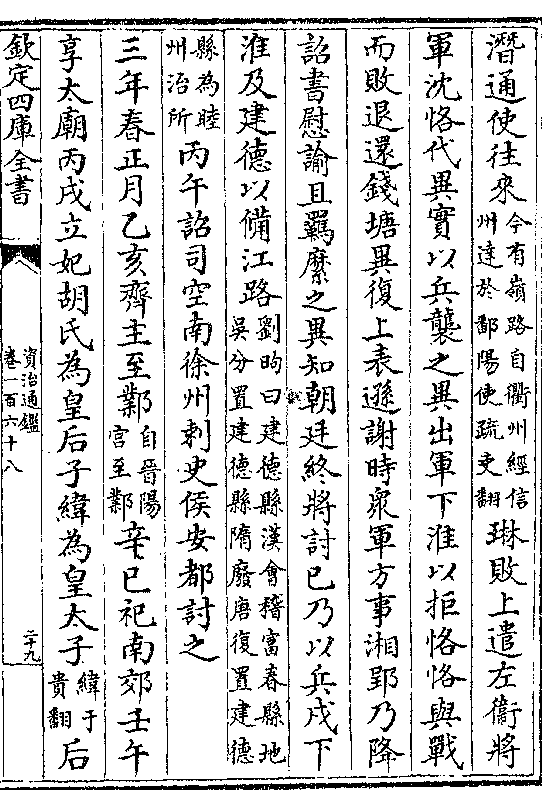 潛通使往來今有嶺路自衢州經信州達於鄱陽使疏吏翻琳敗上遣左衛將
軍沈恪代異實以兵襲之異出軍下淮以拒恪恪與戰
而敗退還錢塘異復上表遜謝時衆軍方事湘郢乃降
詔書慰諭且羈縻之異知朝廷終將討已乃以兵戍下
淮及建德以備江路劉昫曰建德縣漢會稽富春縣地吳分置建德縣隋廢唐復置建德
縣為睦州治所丙午詔司空南徐州刺史侯安都討之
三年春正月乙亥齊主至鄴自晉陽宮至鄴辛已祀南郊壬午
享太廟丙戌立妃胡氏為皇后子緯為皇太子緯于貴翻后
欽定四庫全書
資治通鑑
卷一百六十八
二十九